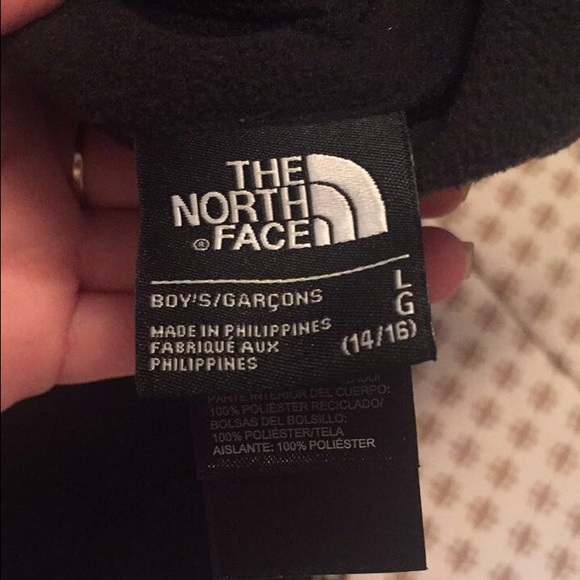 THE
NORTH
® FACE
BOY'S/GARÇONS
L
G
(14/16)
MADE IN PHILIPPINES
FABRIQUÉ AUX
PHILIPPINES
PARTE INTERIOR DEL CUERPO:
100% POLIÉSTER RECICLADO/
BOLSAS DEL BOLSILLO:
100% POLIÉSTER/TELA
AISLANTE: 100% POLIÉSTER